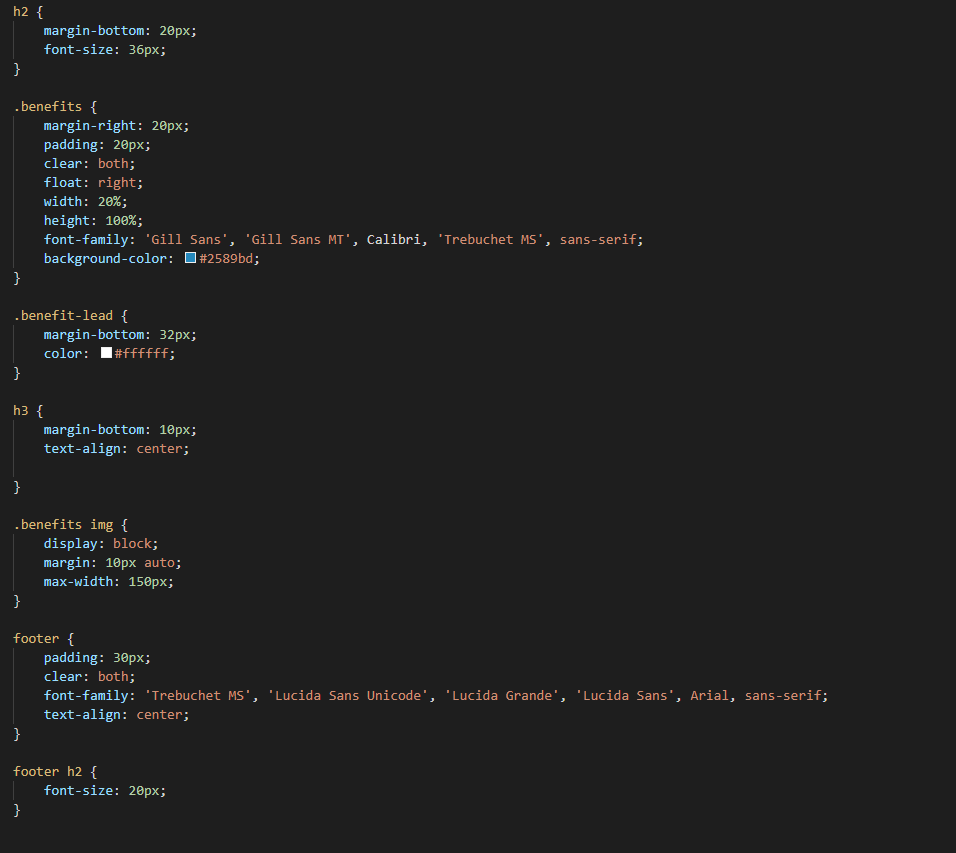 h2 {
    margin-bottom: 20px;
    font-size: 36px;
}

.benefits {
    margin-right: 20px;
    padding: 20px;
    clear: both;
    float: right;
    width: 20%;
    height: 100%;
    font-family: 'Gill Sans', 'Gill Sans MT', Calibri, 'Trebuchet MS', sans-serif;
    background-color: #2589bd;
}

.benefit-lead {
    margin-bottom: 32px;
    color: #ffffff;
}

h3 {
    margin-bottom: 10px;
    text-align: center;

}

.benefits img {
    display: block;
    margin: 10px auto;
    max-width: 150px;
}

footer {
    padding: 30px;
    clear: both;
    font-family: 'Trebuchet MS', 'Lucida Sans Unicode', 'Lucida Grande', 'Lucida Sans', Arial, sans-serif;
    text-align: center;
}

footer h2 {
    font-size: 20px;
}